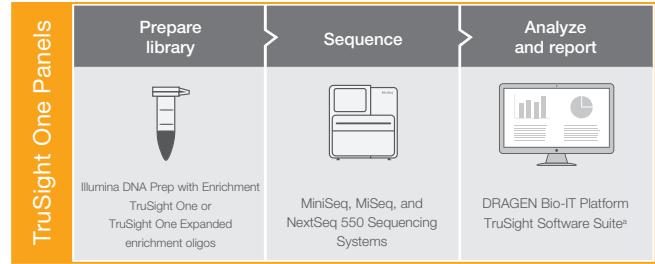 TruSight One Panels
Prepare
library
Sequence
Analyze
and report
Illumina DNA Prep with Enrichment
TruSight One or
TruSight One Expanded
enrichment oligos
MiniSeq, MiSeq, and
NextSeq 550 Sequencing
Systems
DRAGEN Bio-IT Platform
TruSight Software Suiteᵃ